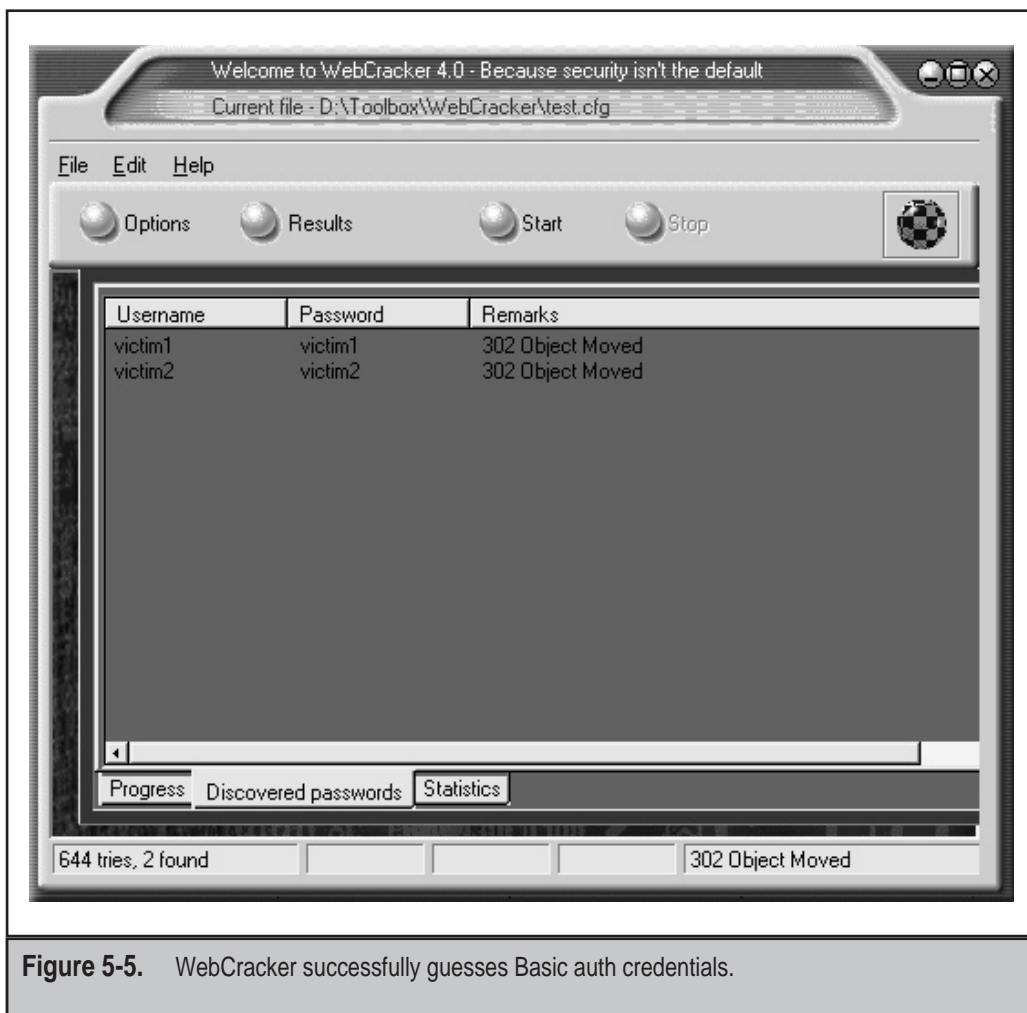 Welcome to WebCracker 4.0 - Because security isn't the default
Current file - D:\Toolbox\WebCracker\test.cfg
File Edit Help
Options Results Start Stop
Username Password Remarks
victim1 victim1 302 Object Moved
victim2 victim2 302 Object Moved
Progress Discovered passwords Statistics
644 tries, 2 found 302 Object Moved
Figure 5-5. WebCracker successfully guesses Basic auth credentials.